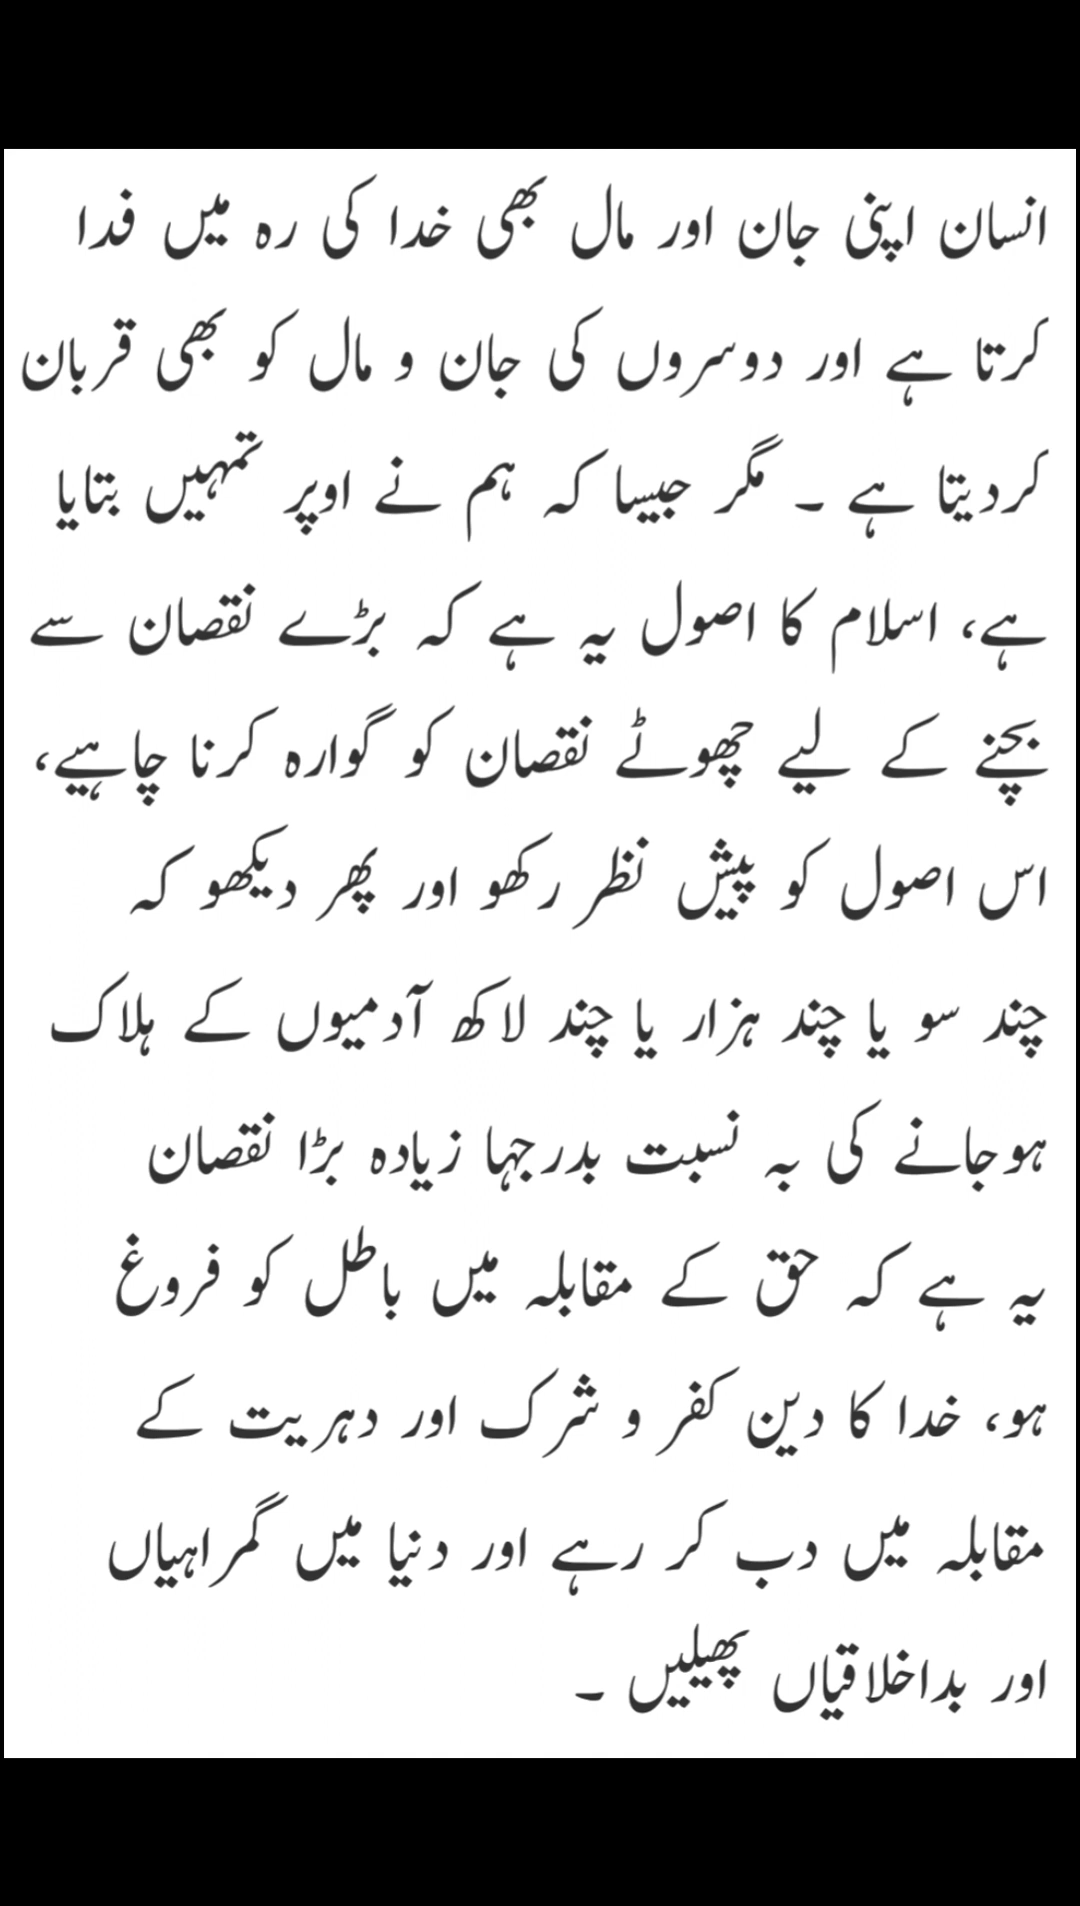 انسان اپنی جان اور مال بھی خدا کی رہ میں فدا
کرتا ہے اور دوسروں کی جان و مال کو بھی قربان
کردیتا ہے ۔ مگر جیسا کہ ہم نے اوپر تمہیں بتایا
ہے، اسلام کا اصول یہ ہے کہ بڑے نقصان سے
بچنے کے لیے چھوٹے نقصان کو گوارہ کرنا چاہیے،
اس اصول کو پیش نظر رکھو اور پھر دیکھو کہ
چند سو یا چند ہزار یا چند لاکھ آدمیوں کے ہلاک
ہوجانے کی بہ نسبت بدرجہا زیادہ بڑا نقصان
یہ ہے کہ حق کے مقابلہ میں باطل کو فروغ
ہو، خدا کا دین کفر و شرک اور دہریت کے
مقابلہ میں دب کر رہے اور دنیا میں گمراہیاں
اور بداخلاقیاں پھیلیں ۔